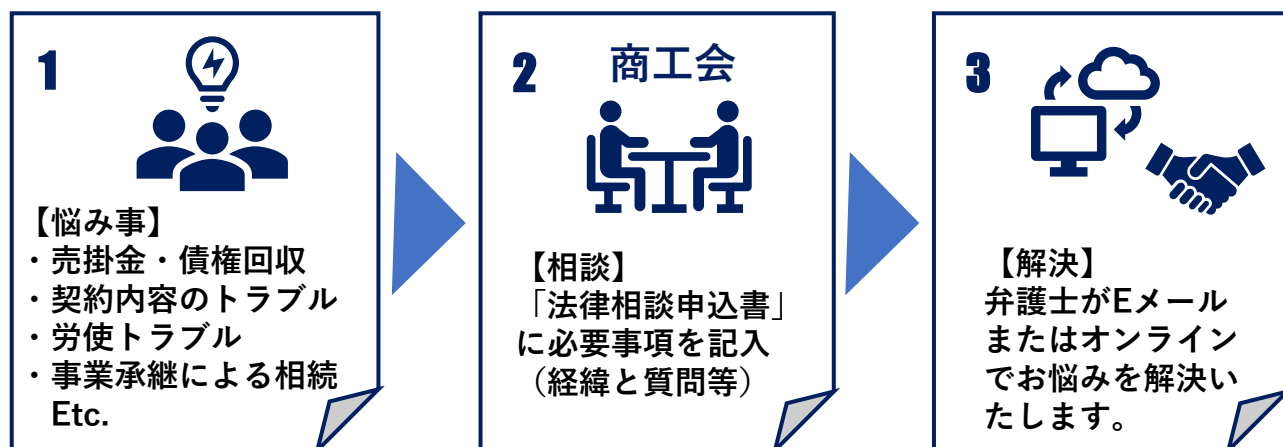 1
【悩み事】
・売掛金・債権回収
・契約内容のトラブル
・労使トラブル
・事業承継による相続
Etc.
2
商工会
【相談】
「法律相談申込書」
に必要事項を記入
（経緯と質問等）
3
【解決】
弁護士がEメール
またはオンライン
でお悩みを解決い
たします。